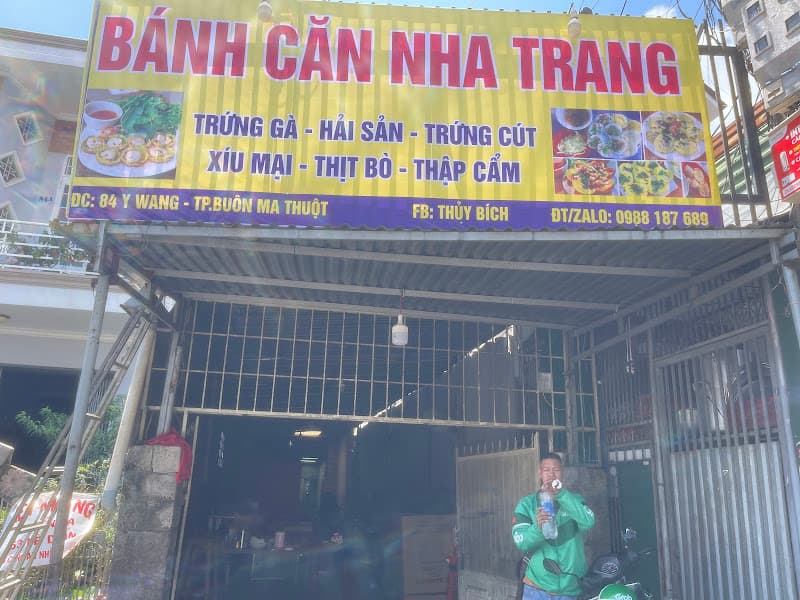 BÁNH CĂN NHA TRANG
TRỨNG GÀ - HẢI SẢN - TRỨNG CÚT
XÍU MẠI - THỊT BÒ - THẬP CẨM
ĐC: 84 Y WANG - TP.BUÔN MA THUỘT
FB: THỦY BÍCH
ĐT/ZALO: 0988 187 689
Grab